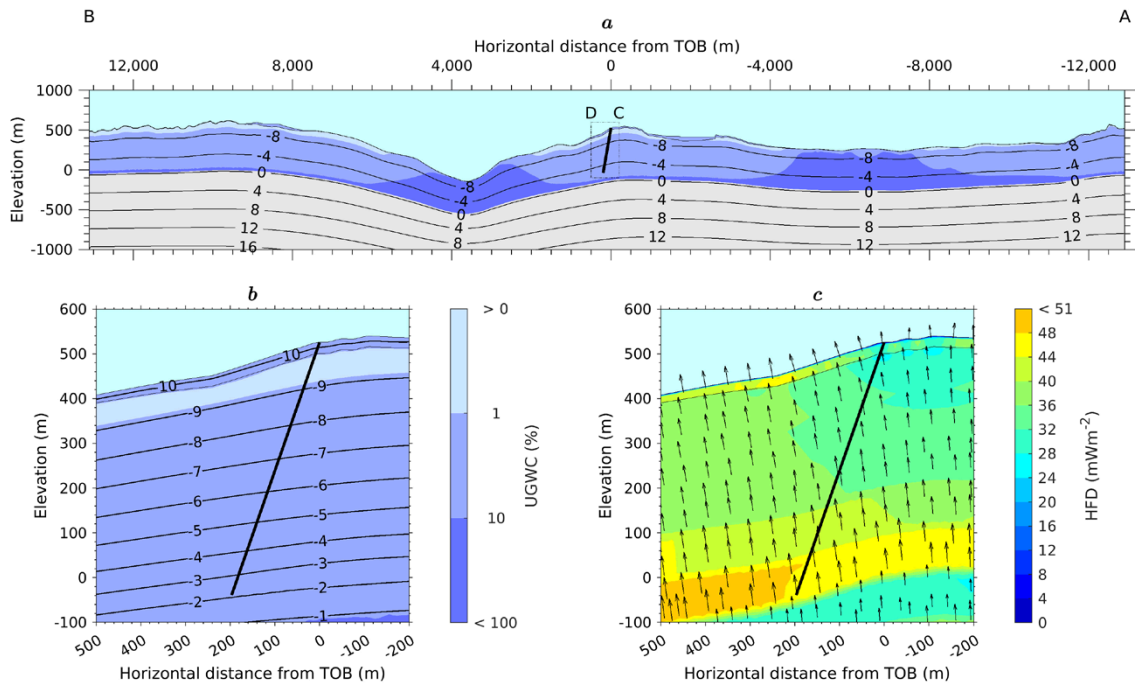 B
a
A
Horizontal distance from TOB (m)
12,000 8,000 4,000 0 -4,000 -8,000 -12,000
Elevation (m)
1000
500
0
-500
-1000
D C
-8 -8 -8 -8 -8
-4 -4 -4 -4 -4
0 0 0 0 0
4 4 4 4 4
8 8 8 8 8
12 12 12 12
16
b
Elevation (m)
600
500
400
300
200
100
0
-100
10 10
-9 -9
-8 -8
-7 -7
-6 -6
-5 -5
-4 -4
-3 -3
-2 -2
-1
500 400 300 200 100 0 -100 -200
Horizontal distance from TOB (m)
> 0
1
10
< 100
UGWC (%)
c
Elevation (m)
600
500
400
300
200
100
0
-100
500 400 300 200 100 0 -100 -200
Horizontal distance from TOB (m)
< 51
48
44
40
36
32
28
24
20
16
12
8
4
0
HFD (mWm-2)